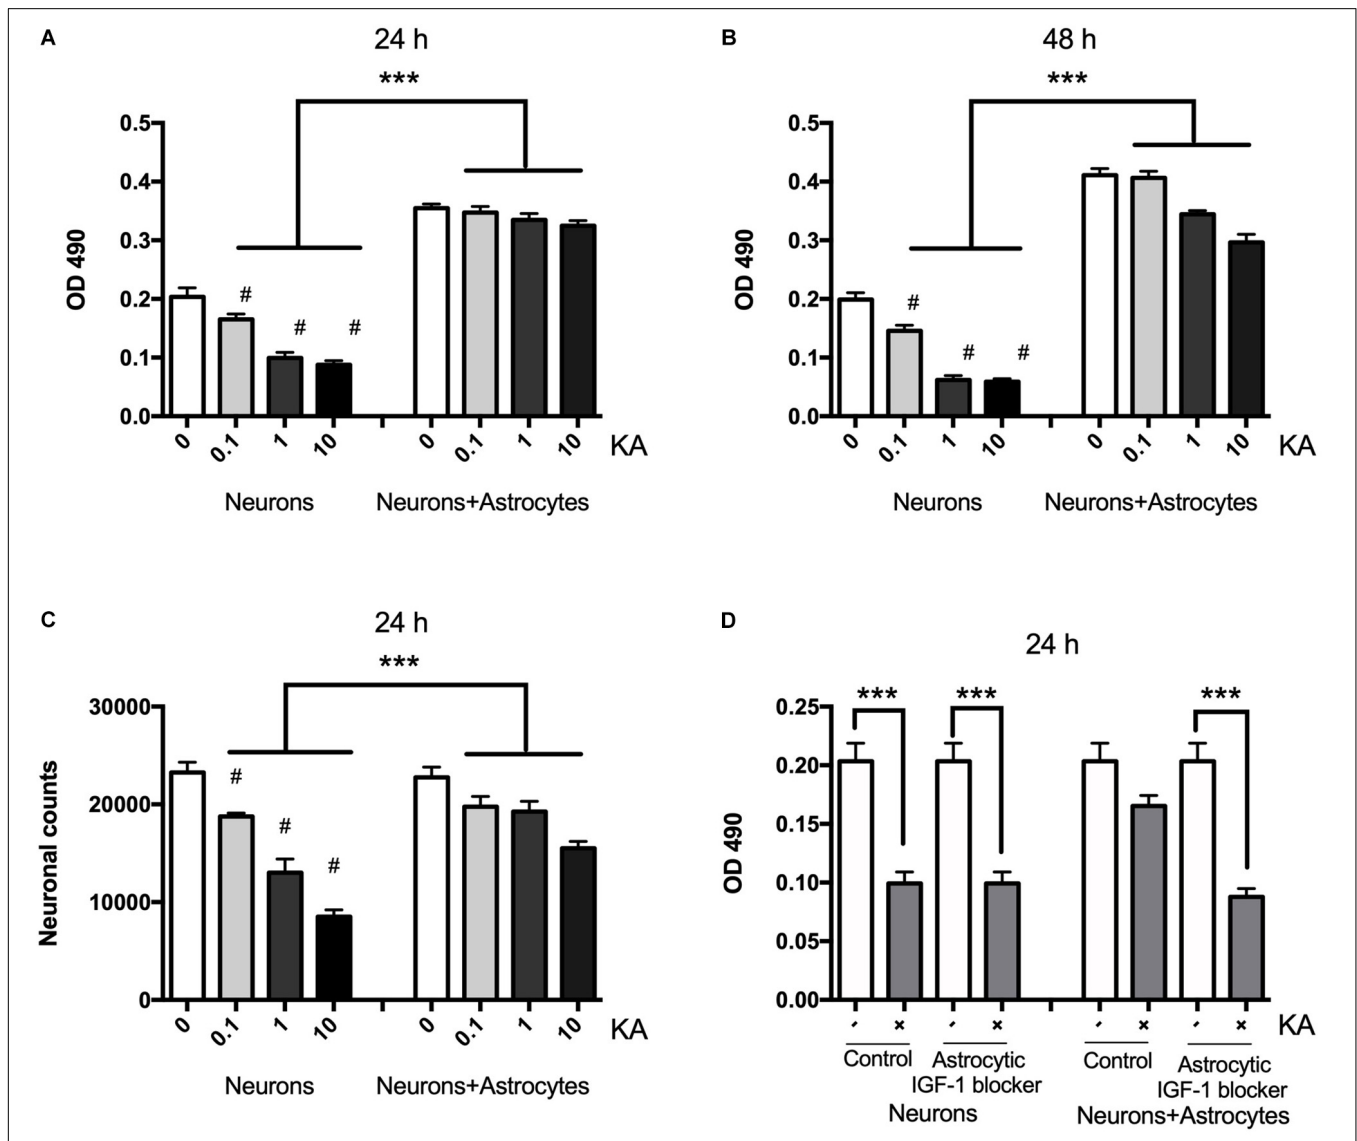 A
24 h
***
0.5
0.4
0.3
0.2
0.1
0.0
OD 490
#
#
#
0 0.1 1 10 0 0.1 1 10 KA
Neurons Neurons+Astrocytes
B
48 h
***
0.5
0.4
0.3
0.2
0.1
0.0
OD 490
#
#
#
0 0.1 1 10 0 0.1 1 10 KA
Neurons Neurons+Astrocytes
C
24 h
***
30000
20000
10000
0
Neuronal counts
#
#
#
0 0.1 1 10 0 0.1 1 10 KA
Neurons Neurons+Astrocytes
D
24 h
*** *** ***
0.25
0.20
0.15
0.10
0.05
0.00
OD 490
- + - + - + - + KA
Control Astrocytic Control Astrocytic
IGF-1 blocker IGF-1 blocker
Neurons Neurons+Astrocytes